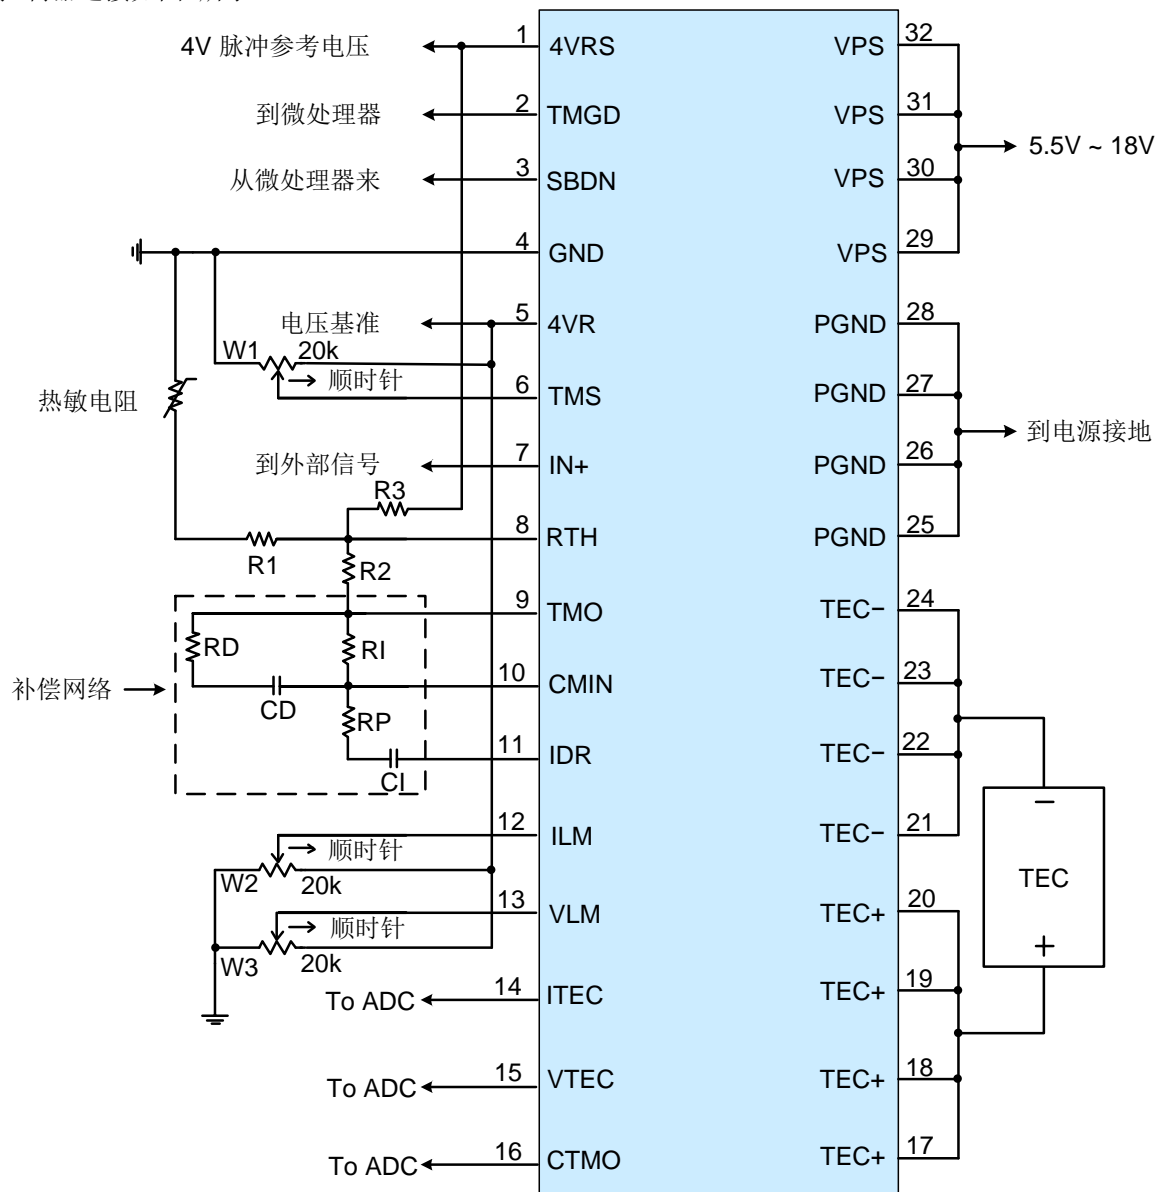 4V 脉冲参考电压 1 4VRS VPS 32
到微处理器 2 TMGD VPS 31
5.5V ~ 18V
从微处理器来 3 SBDN VPS 30
4 GND VPS 29
电压基准 5 4VR PGND 28
W1 20k
顺时针 6 TMS PGND 27
热敏电阻
到电源接地
到外部信号 7 IN+ PGND 26
R3
8 RTH PGND 25
R1 R2
9 TMO TEC− 24
RD RI
补偿网络 10 CMIN TEC− 23
CD RP
11 IDR TEC− 22
CI
12 ILM TEC− 21
顺时针
−
W2 20k
TEC
13 VLM TEC+ 20
顺时针
+
W3 20k
To ADC 14 ITEC TEC+ 19
To ADC 15 VTEC TEC+ 18
To ADC 16 CTMO TEC+ 17